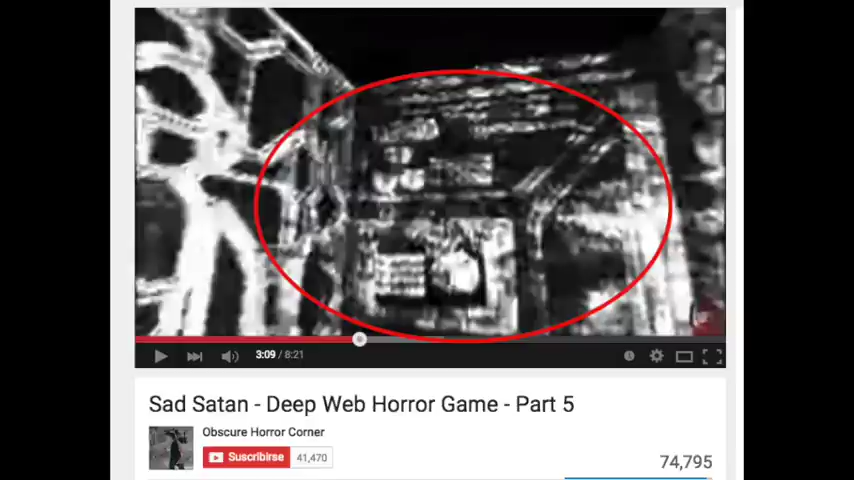 3:09 / 8:21
Sad Satan - Deep Web Horror Game - Part 5
Obscure Horror Corner
Suscribirse 41,470
74,795